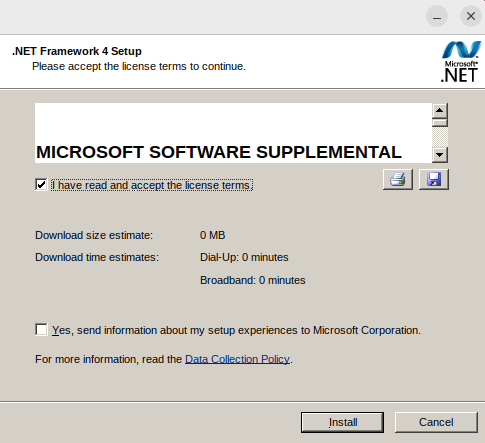 .NET Framework 4 Setup
Please accept the license terms to continue.
Microsoft®
.NET
MICROSOFT SOFTWARE SUPPLEMENTAL
I have read and accept the license terms.
Download size estimate: 0 MB
Download time estimates: Dial-Up: 0 minutes
Broadband: 0 minutes
Yes, send information about my setup experiences to Microsoft Corporation.
For more information, read the Data Collection Policy.
Install Cancel